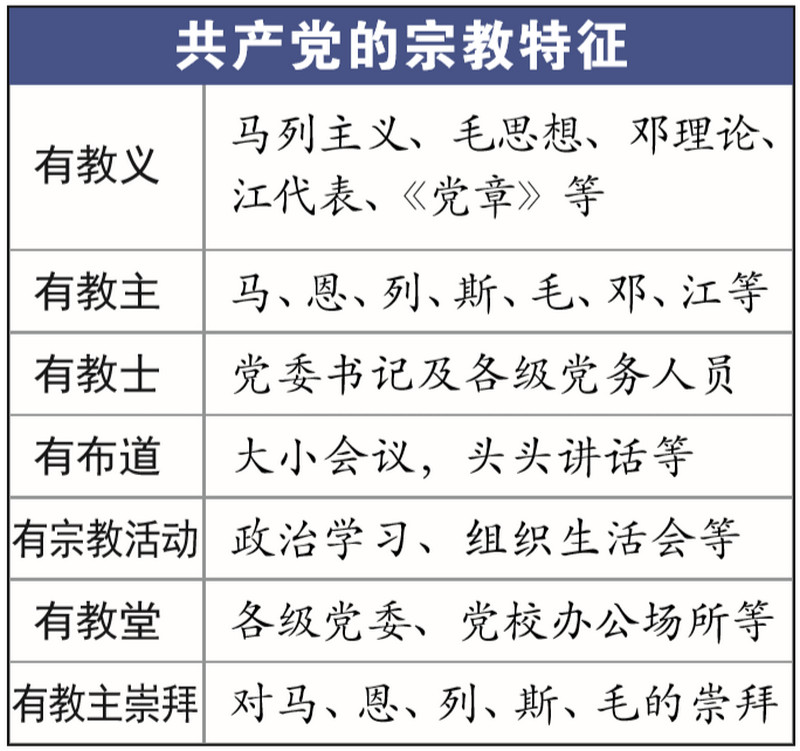 共产党的宗教特征
有教义
马列主义、毛思想、邓理论、
江代表、《党章》等
有教主
马、恩、列、斯、毛、邓、江等
有教士
党委书记及各级党务人员
有布道
大小会议，头头讲话等
有宗教活动
政治学习、组织生活会等
有教堂
各级党委、党校办公场所等
有教主崇拜
对马、恩、列、斯、毛的崇拜